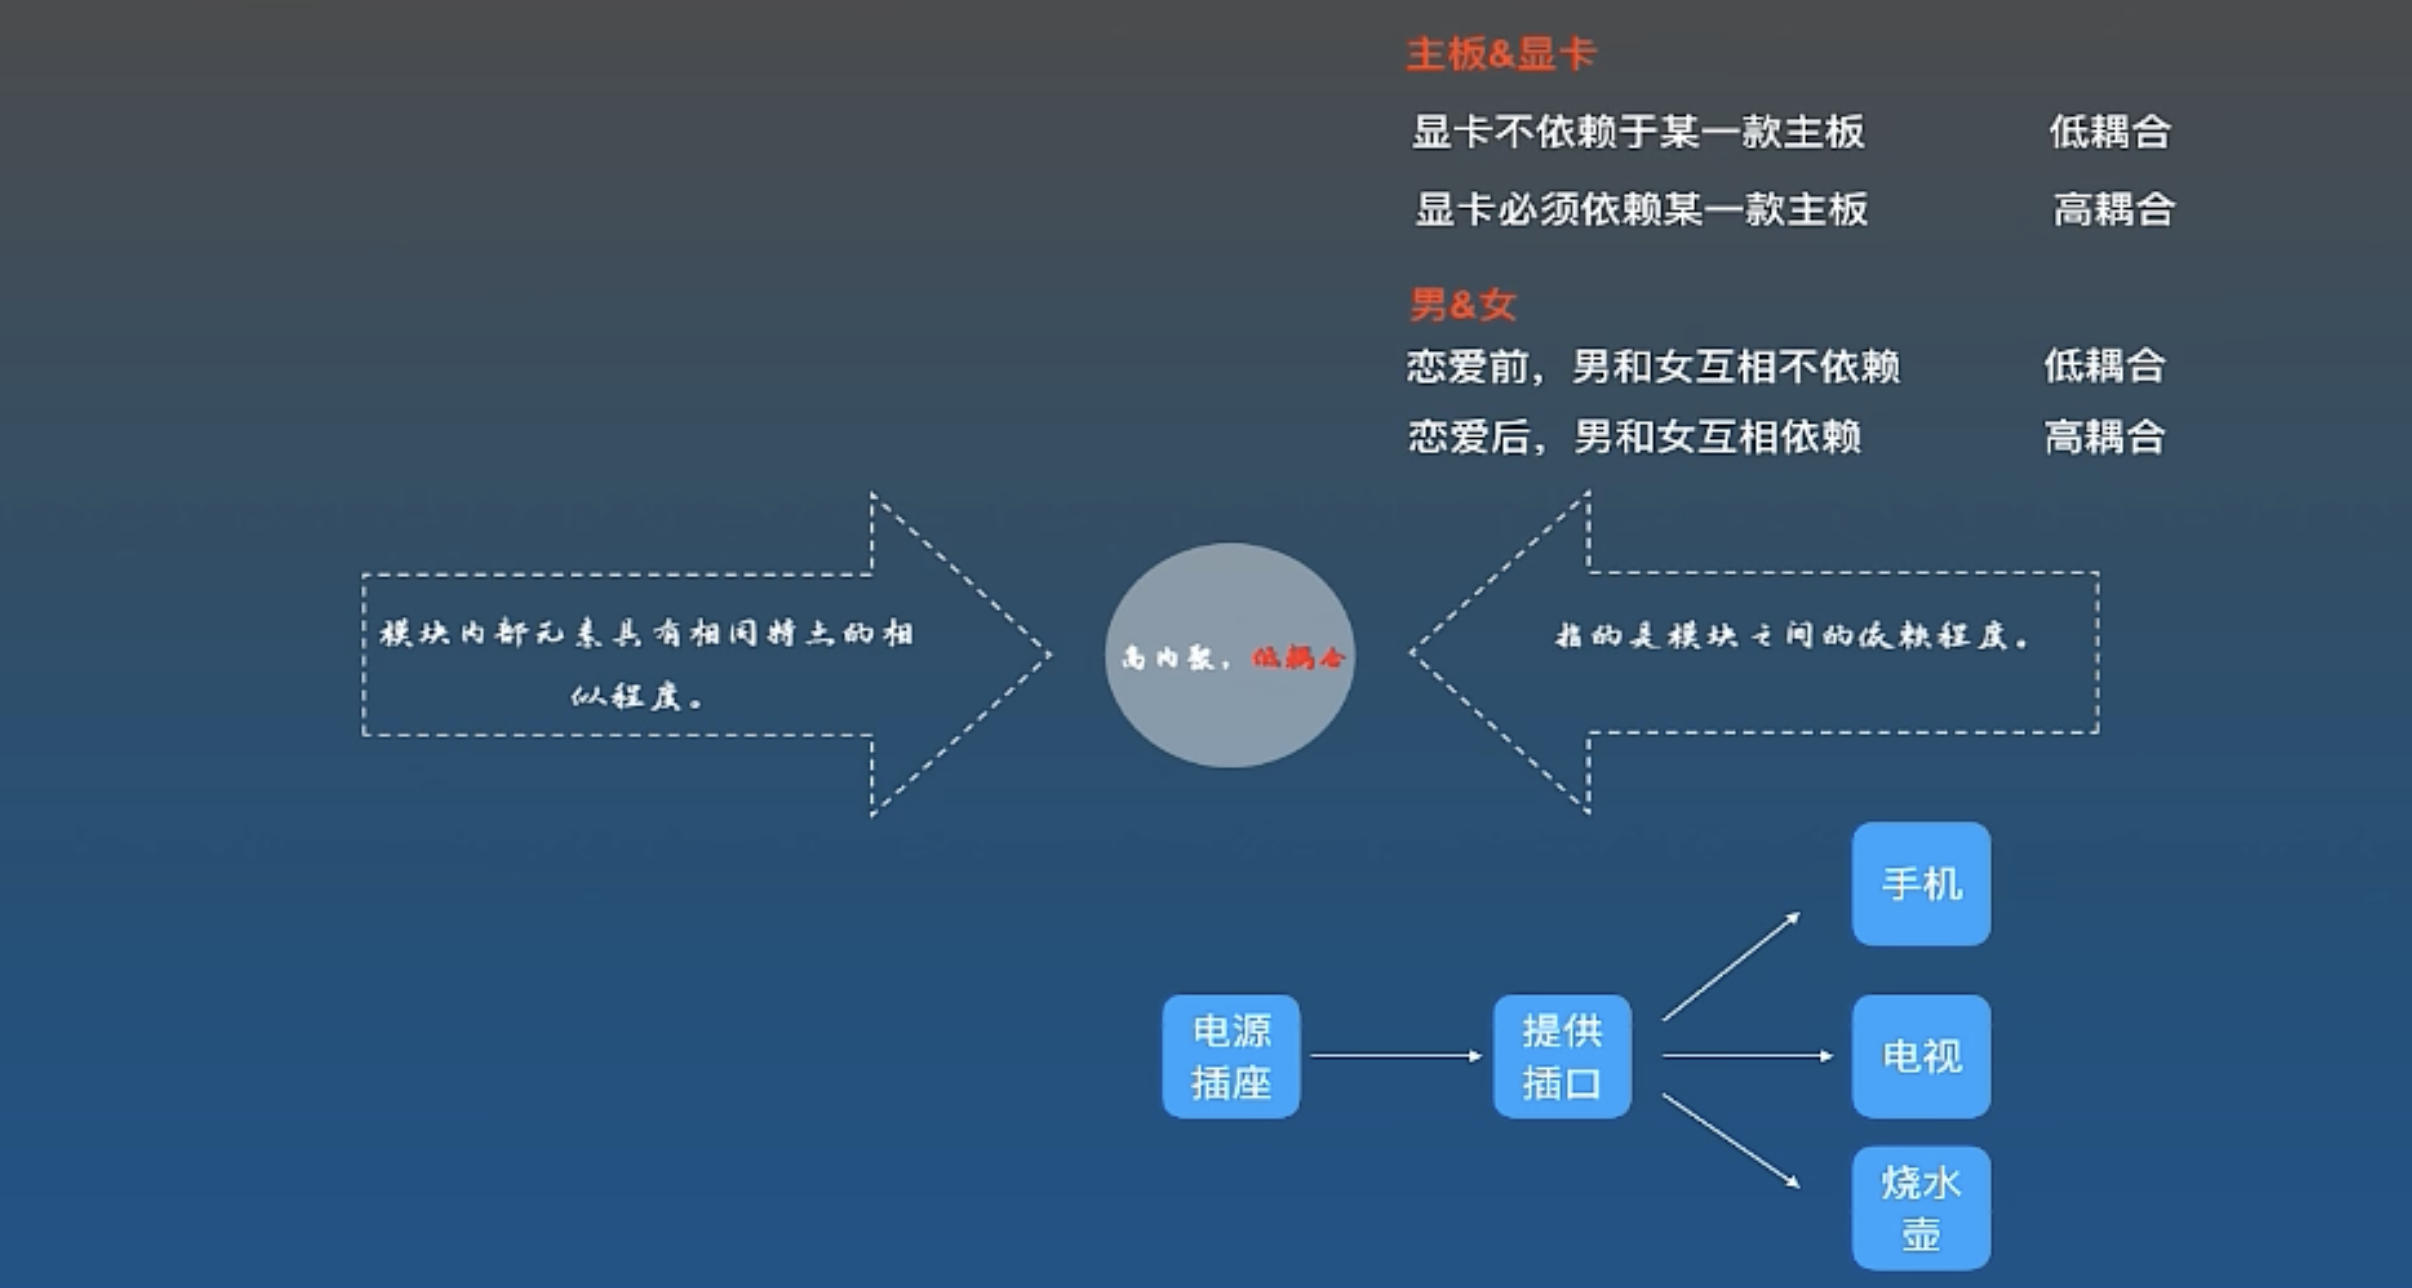 主板&显卡
显卡不依赖于某一款主板 低耦合
显卡必须依赖某一款主板 高耦合
男&女
恋爱前，男和女互相不依赖 低耦合
恋爱后，男和女互相依赖 高耦合
模块内部元素具有相同特点的相
似程度。
高内聚，低耦合
指的是模块之间的依赖程度。
手机
电源
插座
提供
插口
电视
烧水
壶